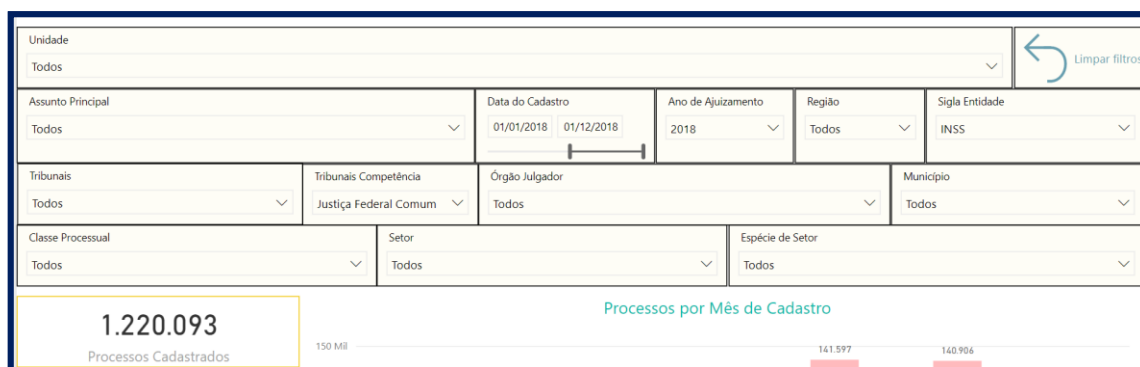 Unidade
Todos
Limpar filtros
Assunto Principal
Todos
Data do Cadastro
01/01/2018 01/12/2018
Ano de Ajuizamento
2018
Região
Todos
Sigla Entidade
INSS
Tribunais
Todos
Tribunais Competência
Justiça Federal Comum
Órgão Julgador
Todos
Município
Todos
Classe Processual
Todos
Setor
Todos
Espécie de Setor
Todos
1.220.093
Processos Cadastrados
Processos por Mês de Cadastro
150 Mil
141.597
140.906